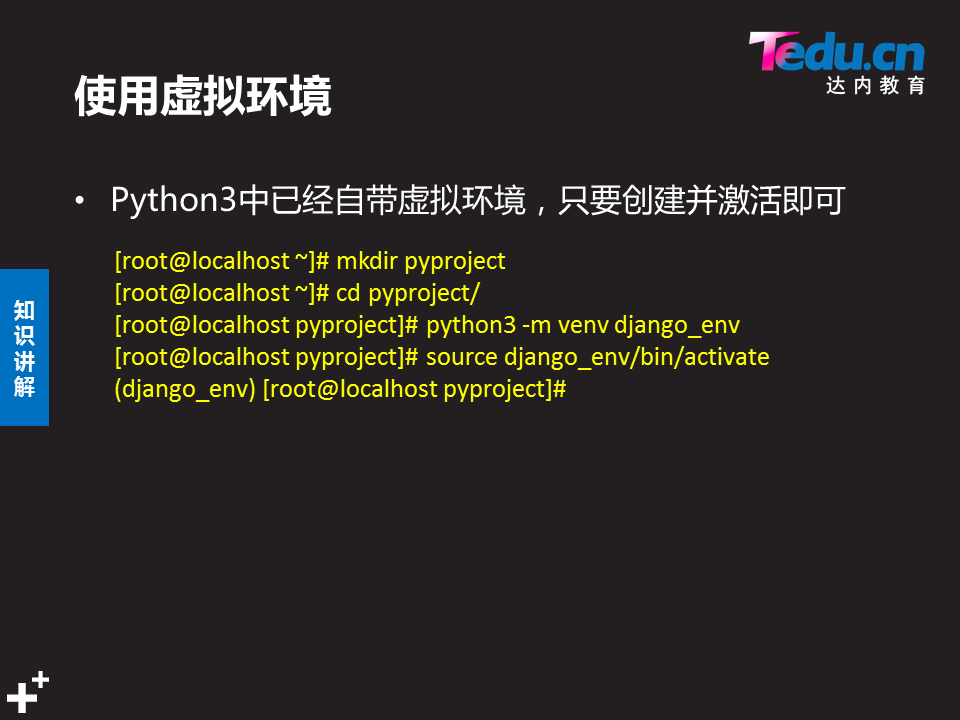 Tedu.cn
达内教育
使用虚拟环境
• Python3中已经自带虚拟环境，只要创建并激活即可
[root@localhost ~]# mkdir pyproject
[root@localhost ~]# cd pyproject/
[root@localhost pyproject]# python3 -m venv django_env
[root@localhost pyproject]# source django_env/bin/activate
(django_env) [root@localhost pyproject]#
知识讲解